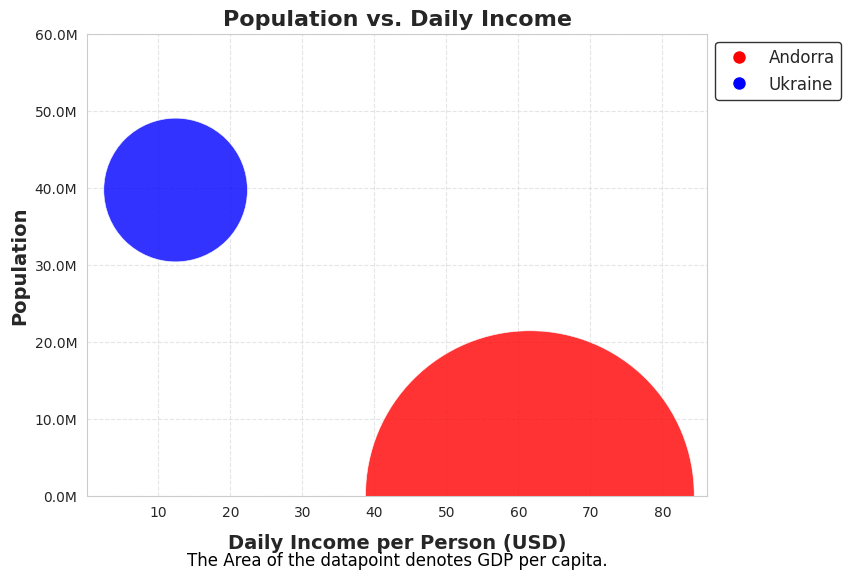 Population vs. Daily Income
60.0M
50.0M
40.0M
30.0M
20.0M
10.0M
0.0M
Population
10 20 30 40 50 60 70 80
Daily Income per Person (USD)
The Area of the datapoint denotes GDP per capita.
Andorra
Ukraine